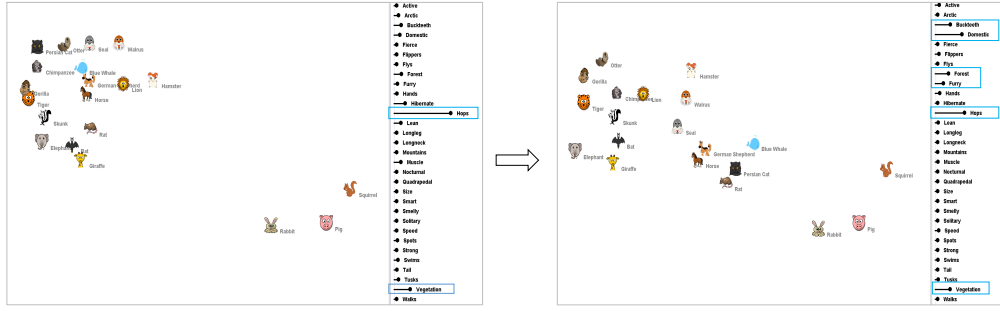 Persian Cat
Otter
Seal
Walrus
Chimpanzee
Blue Whale
German Shepherd
Lion
Hamster
Gorilla
Tiger
Horse
Skunk
Rat
Elephant
Bat
Giraffe
Squirrel
Rabbit
Pig
Active
Arctic
Buckteeth
Domestic
Fierce
Flippers
Flys
Forest
Furry
Hands
Hibernate
Hops
Lean
Longleg
Longneck
Mountains
Muscle
Nocturnal
Quadrapedal
Size
Smart
Smelly
Solitary
Speed
Spots
Strong
Swims
Tail
Tusks
Vegetation
Walks
Otter
Gorilla
Hamster
Tiger
Lion
Walrus
Skunk
Seal
Elephant
Bat
German Shepherd
Blue Whale
Giraffe
Horse
Persian Cat
Rat
Squirrel
Rabbit
Pig
Active
Arctic
Buckteeth
Domestic
Fierce
Flippers
Flys
Forest
Furry
Hands
Hibernate
Hops
Lean
Longleg
Longneck
Mountains
Muscle
Nocturnal
Quadrapedal
Size
Smart
Smelly
Solitary
Speed
Spots
Strong
Swims
Tail
Tusks
Vegetation
Walks